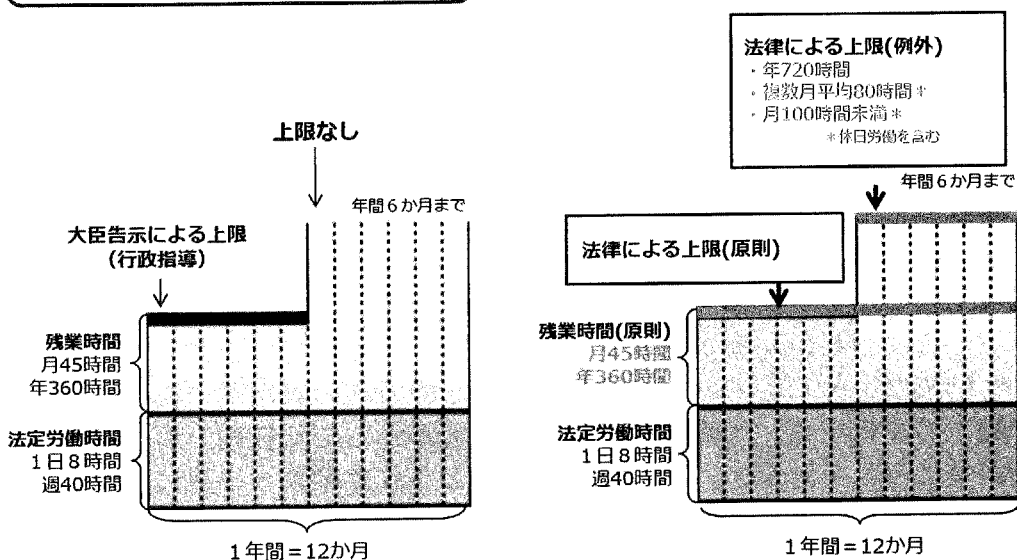 上限なし
年間6か月まで
大臣告示による上限
(行政指導)
残業時間
月45時間
年360時間
法定労働時間
1日8時間
週40時間
1年間=12か月
法律による上限(例外)
・年720時間
・複数月平均80時間*
・月100時間未満*
*休日労働を含む
年間6か月まで
法律による上限(原則)
残業時間(原則)
月45時間
年360時間
法定労働時間
1日8時間
週40時間
1年間=12か月